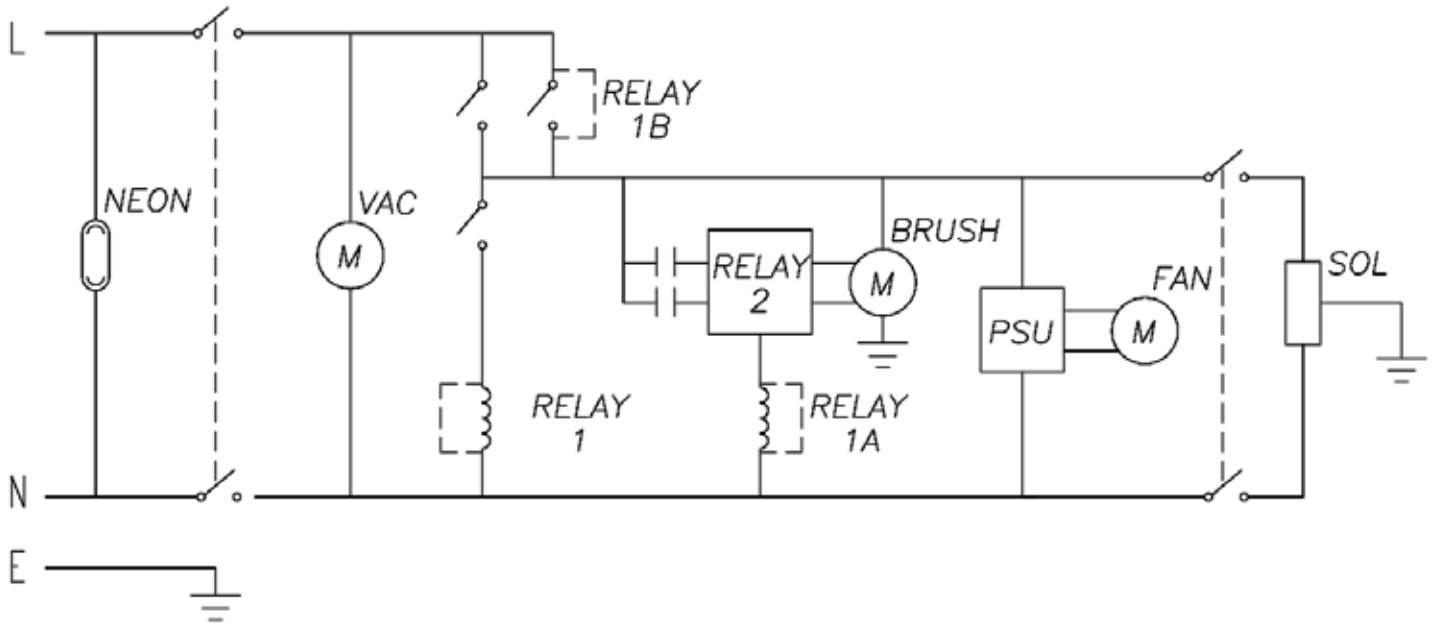 L
RELAY
1B
NEON
VAC
M
RELAY
2
BRUSH
M
PSU
FAN
M
SOL
RELAY
1
RELAY
1A
N
E